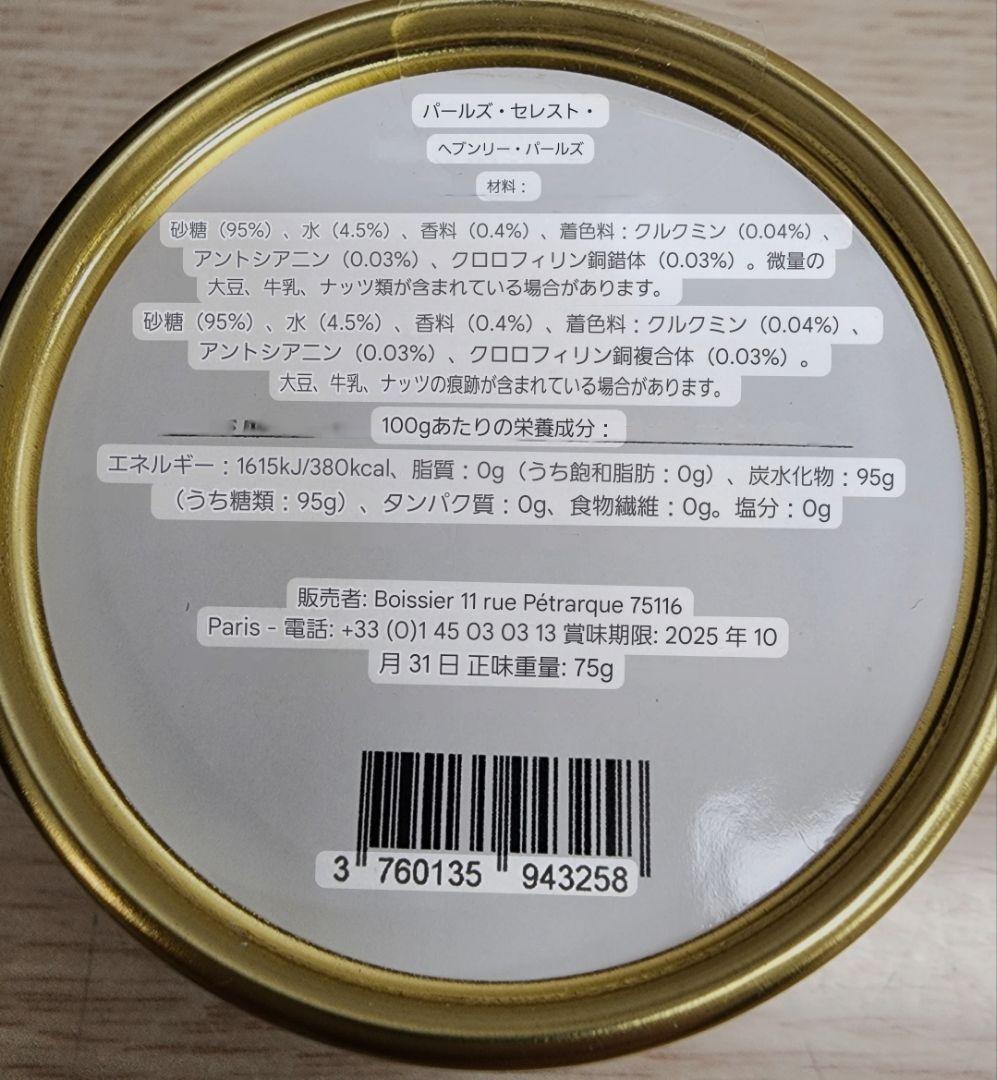 パールズ・セレスト・
ヘブンリー・パールズ
材料：
砂糖（95%）、水（4.5%）、香料（0.4%）、着色料：クルクミン（0.04%）、
アントシアニン（0.03%）、クロロフィリン銅錯体（0.03%）。微量の
大豆、牛乳、ナッツ類が含まれている場合があります。
砂糖（95%）、水（4.5%）、香料（0.4%）、着色料：クルクミン（0.04%）、
アントシアニン（0.03%）、クロロフィリン銅複合体（0.03%）。
大豆、牛乳、ナッツの痕跡が含まれている場合があります。
100gあたりの栄養成分：
エネルギー：1615kJ/380kcal、脂質：0g（うち飽和脂肪：0g）、炭水化物：95g
（うち糖類：95g）、タンパク質：0g、食物繊維：0g。塩分：0g
販売者: Boissier 11 rue Pétrarque 75116
Paris - 電話: +33 (0)1 45 03 03 13 賞味期限: 2025 年 10
月 31 日 正味重量: 75g
3 760135 943258